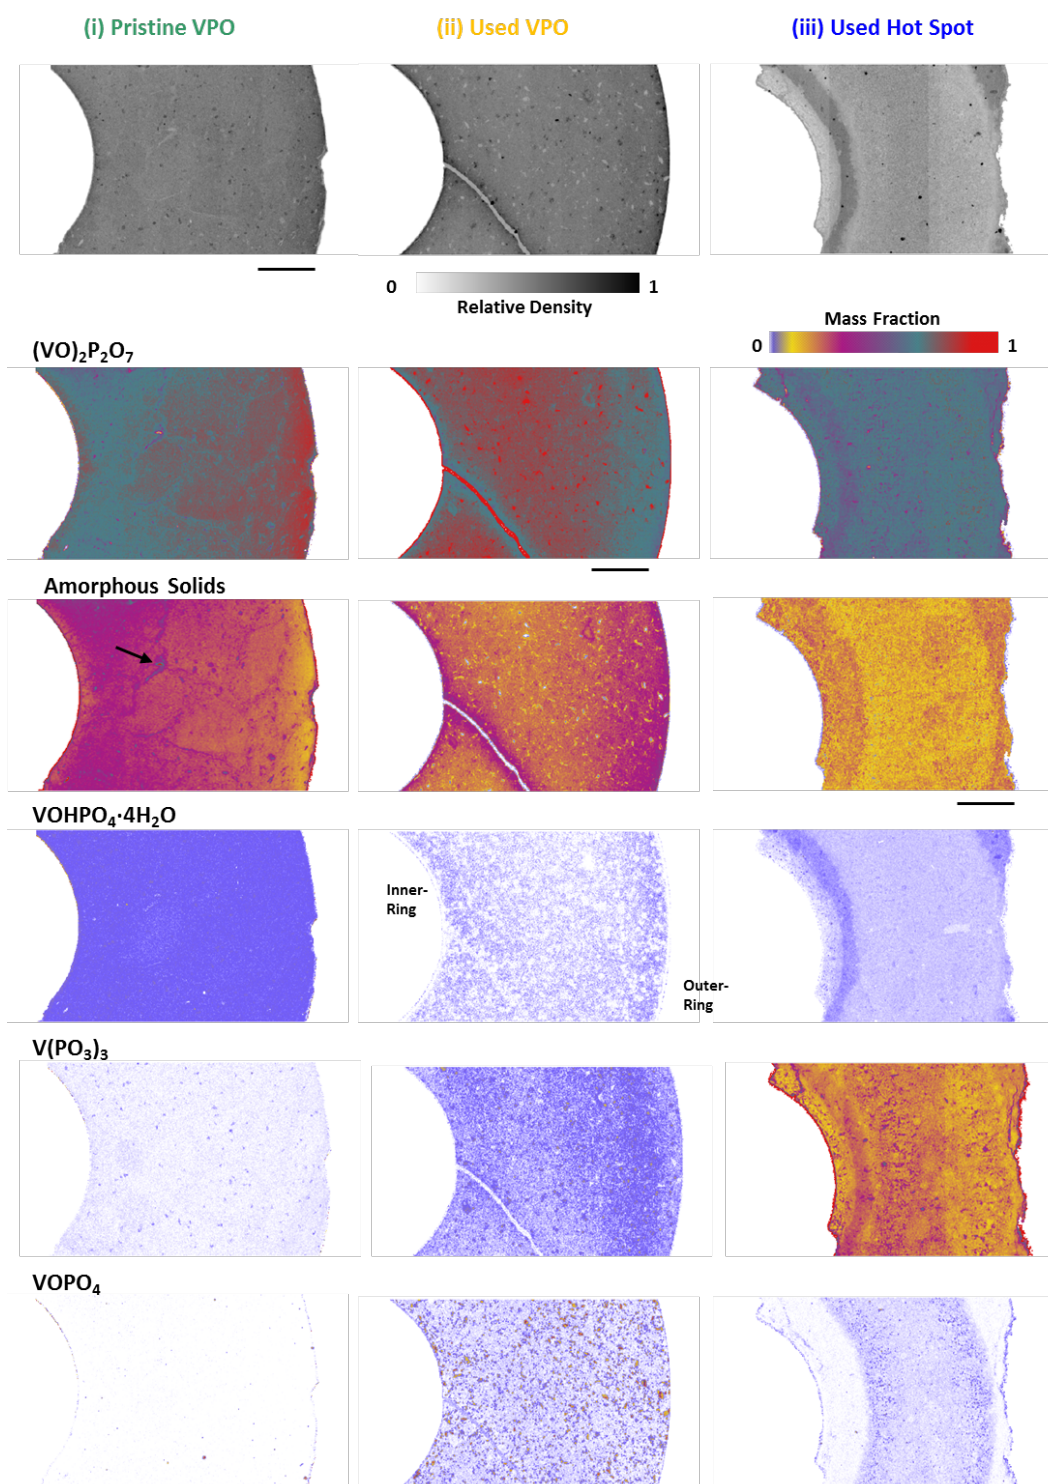 (i) Pristine VPO
(ii) Used VPO
(iii) Used Hot Spot
0
1
Relative Density
Mass Fraction
0
1
(VO)₂P₂O₇
Amorphous Solids
VOHPO₄·4H₂O
Inner-
Ring
Outer-
Ring
V(PO₃)₃
VOPO₄